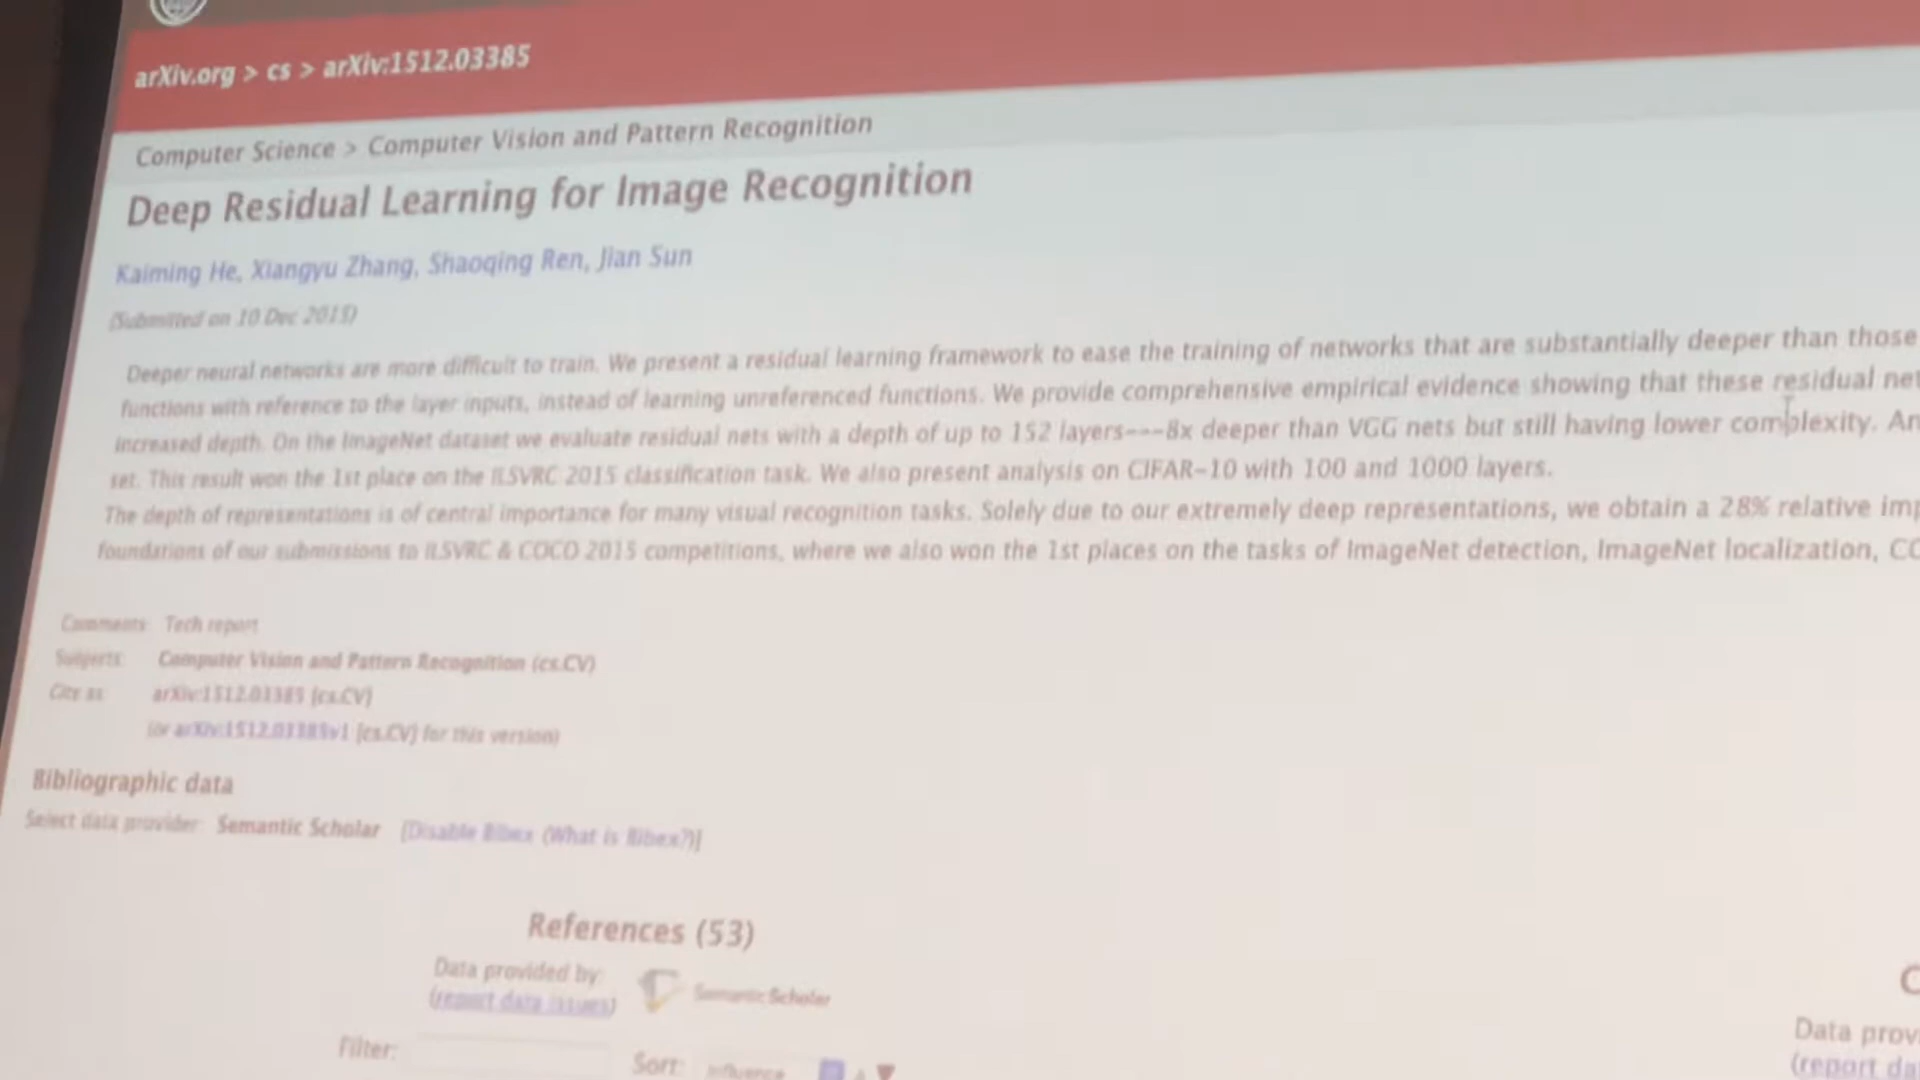 arXiv.org > cs > arXiv:1512.03385
Computer Science > Computer Vision and Pattern Recognition
Deep Residual Learning for Image Recognition
Kaiming He, Xiangyu Zhang, Shaoqing Ren, Jian Sun
(Submitted on 10 Dec 2015)
Deeper neural networks are more difficult to train. We present a residual learning framework to ease the training of networks that are substantially deeper than those
functions with reference to the layer inputs, instead of learning unreferenced functions. We provide comprehensive empirical evidence showing that these residual net
increased depth. On the ImageNet dataset we evaluate residual nets with a depth of up to 152 layers---8x deeper than VGG nets but still having lower complexity. An
set. This result won the 1st place on the ILSVRC 2015 classification task. We also present analysis on CIFAR-10 with 100 and 1000 layers.
The depth of representations is of central importance for many visual recognition tasks. Solely due to our extremely deep representations, we obtain a 28% relative imp
foundations of our submissions to ILSVRC & COCO 2015 competitions, where we also won the 1st places on the tasks of ImageNet detection, ImageNet localization, CO
Comments: Tech report
Subjects: Computer Vision and Pattern Recognition (cs.CV)
Cite as: arXiv:1512.03385 [cs.CV]
(or arXiv:1512.03385v1 [cs.CV] for this version)
Bibliographic data
Select data provider: Semantic Scholar [Disable Bibex (What is Bibex?)]
References (53)
C
Data provided by:
(report data issues)
Semantic Scholar
Data prov
(report da
Filter:
Sort: Influence